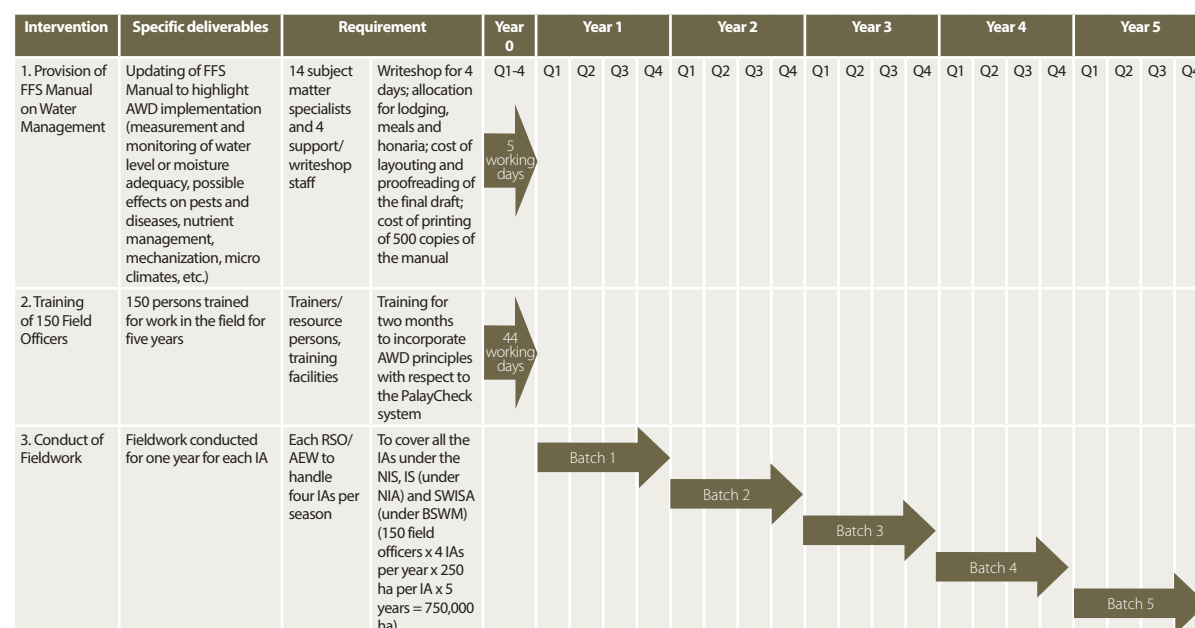 Intervention Specific deliverables Requirement Year 0 Year 1 Year 2 Year 3 Year 4 Year 5
Q1-4 Q1 Q2 Q3 Q4 Q1 Q2 Q3 Q4 Q1 Q2 Q3 Q4 Q1 Q2 Q3 Q4 Q1 Q2 Q3 Q4
1. Provision of
FFS Manual
on Water
Management
Updating of FFS
Manual to highlight
AWD implementation
(measurement and
monitoring of water
level or moisture
adequacy, possible
effects on pests and
diseases, nutrient
management,
mechanization, micro
climates, etc.)
14 subject
matter
specialists
and 4
support/
writeshop
staff
Writeshop for 4
days; allocation
for lodging,
meals and
honaria; cost of
layouting and
proofreading of
the final draft;
cost of printing
of 500 copies of
the manual
5
working
days
2. Training
of 150 Field
Officers
150 persons trained
for work in the field for
five years
Trainers/
resource
persons,
training
facilities
Training for
two months
to incorporate
AWD principles
with respect to
the PalayCheck
system
44
working
days
3. Conduct of
Fieldwork
Fieldwork conducted
for one year for each IA
Each RSO/
AEW to
handle
four IAs per
season
To cover all the
IAs under the
NIS, IS (under
NIA) and SWISA
(under BSWM)
(150 field
officers x 4 IAs
per year x 250
ha per IA x 5
years = 750,000
ha)
Batch 1
Batch 2
Batch 3
Batch 4
Batch 5